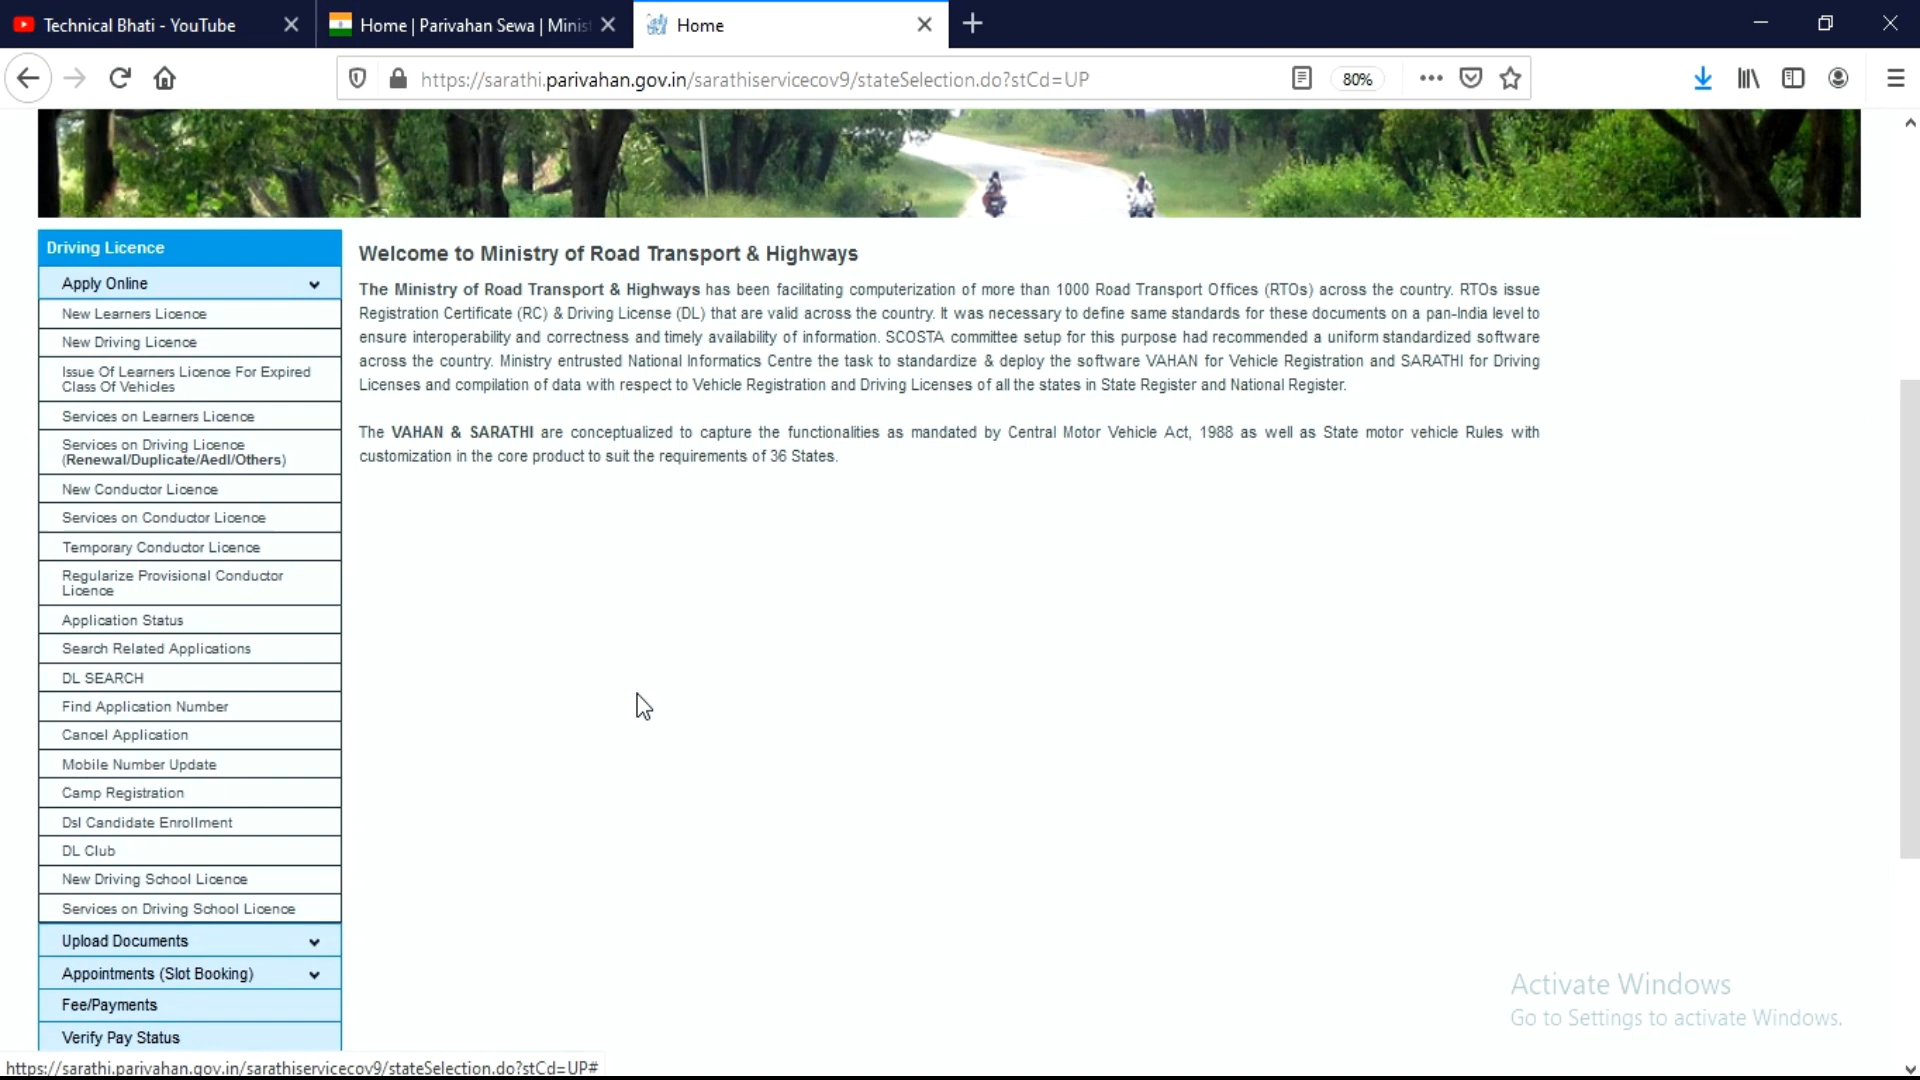 Technical Bhati - YouTube
Home | Parivahan Sewa | Minis
Home
https://sarathi.parivahan.gov.in/sarathiservicecov9/stateSelection.do?stCd=UP
80%
Driving Licence
Apply Online
New Learners Licence
New Driving Licence
Issue Of Learners Licence For Expired
Class Of Vehicles
Services on Learners Licence
Services on Driving Licence
(Renewal/Duplicate/Aedl/Others)
New Conductor Licence
Services on Conductor Licence
Temporary Conductor Licence
Regularize Provisional Conductor
Licence
Application Status
Search Related Applications
DL SEARCH
Find Application Number
Cancel Application
Mobile Number Update
Camp Registration
Dsl Candidate Enrollment
DL Club
New Driving School Licence
Services on Driving School Licence
Upload Documents
Appointments (Slot Booking)
Fee/Payments
Verify Pay Status
Welcome to Ministry of Road Transport & Highways
The Ministry of Road Transport & Highways has been facilitating computerization of more than 1000 Road Transport Offices (RTOs) across the country. RTOs issue
Registration Certificate (RC) & Driving License (DL) that are valid across the country. It was necessary to define same standards for these documents on a pan-India level to
ensure interoperability and correctness and timely availability of information. SCOSTA committee setup for this purpose had recommended a uniform standardized software
across the country. Ministry entrusted National Informatics Centre the task to standardize & deploy the software VAHAN for Vehicle Registration and SARATHI for Driving
Licenses and compilation of data with respect to Vehicle Registration and Driving Licenses of all the states in State Register and National Register.
The VAHAN & SARATHI are conceptualized to capture the functionalities as mandated by Central Motor Vehicle Act, 1988 as well as State motor vehicle Rules with
customization in the core product to suit the requirements of 36 States.
Activate Windows
Go to Settings to activate Windows.
https://sarathi.parivahan.gov.in/sarathiservicecov9/stateSelection.do?stCd=UP#